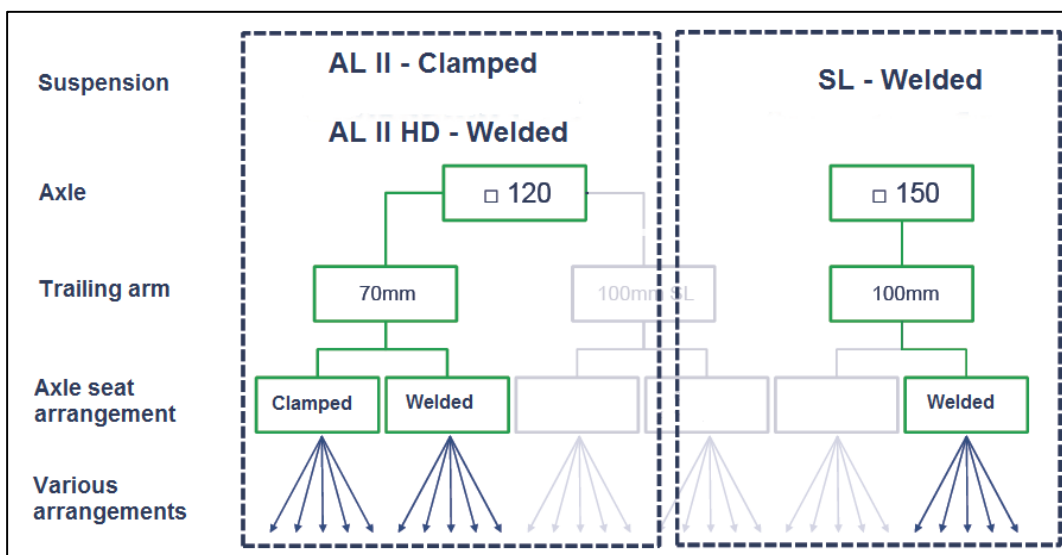 Suspension
AL II - Clamped
SL - Welded
AL II HD - Welded
Axle
□ 120
□ 150
Trailing arm
70mm
100mm SL
100mm
Axle seat
arrangement
Clamped
Welded
Welded
Various
arrangements